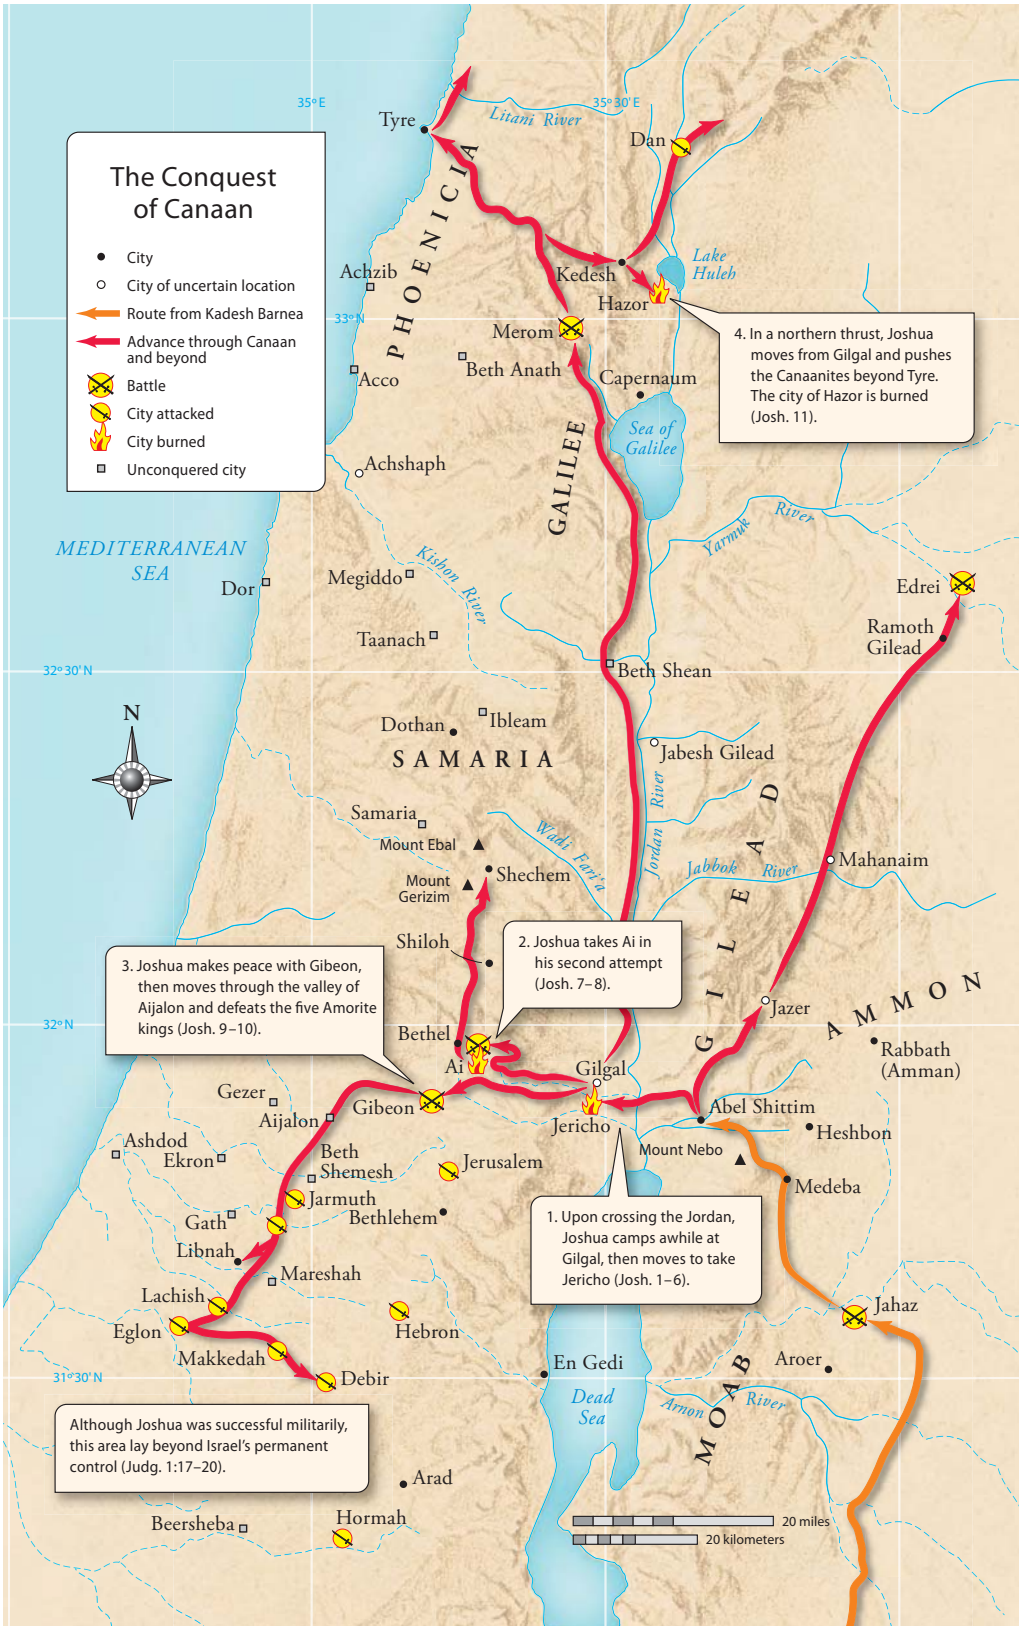 The Conquest
of Canaan
City
City of uncertain location
Route from Kadesh Barnea
Advance through Canaan
and beyond
Battle
City attacked
City burned
Unconquered city
35° E
35° 30' E
Litani River
Tyre
Dan
PHOENICIA
Lake
Huleh
Kedesh
Achzib
Hazor
33° N
Merom
4. In a northern thrust, Joshua
moves from Gilgal and pushes
the Canaanites beyond Tyre.
The city of Hazor is burned
(Josh. 11).
Beth Anath
Acco
Capernaum
Sea of
Galilee
GALILEE
Achshaph
Yarmuk River
MEDITERRANEAN
SEA
Kishon River
Megiddo
Dor
Edrei
Ramoth
Gilead
Taanach
32° 30' N
Beth Shean
N
Dothan
Ibleam
Jabesh Gilead
SAMARIA
Jordan River
GILEAD
Samaria
Mount Ebal
Wadi Fari'a
Mahanaim
Jabbok River
Shechem
Mount
Gerizim
Shiloh
2. Joshua takes Ai in
his second attempt
(Josh. 7–8).
3. Joshua makes peace with Gibeon,
then moves through the valley of
Aijalon and defeats the five Amorite
kings (Josh. 9–10).
AMMON
Jazer
32° N
Bethel
Rabbath
(Amman)
Ai
Gilgal
Gezer
Gibeon
Abel Shittim
Aijalon
Jericho
Heshbon
Mount Nebo
Ashdod
Ekron
Beth
Shemesh
Jerusalem
Medeba
Jarmuth
Gath
Bethlehem
1. Upon crossing the Jordan,
Joshua camps awhile at
Gilgal, then moves to take
Jericho (Josh. 1–6).
Libnah
Mareshah
Lachish
Jahaz
Eglon
Hebron
Makkedah
Aroer
En Gedi
31° 30' N
Debir
MOAB
Dead
Sea
Arnon River
Although Joshua was successful militarily,
this area lay beyond Israel's permanent
control (Judg. 1:17–20).
Arad
Hormah
Beersheba
20 miles
20 kilometers